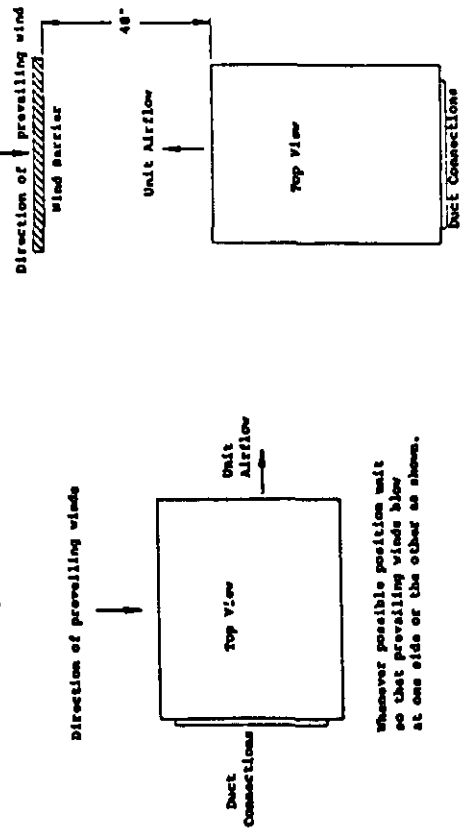 Direction of prevailing winds
Top View
Unit
Airflow
Duct
Connections
Whenever possible position unit
so that prevailing winds blow
at one side or the other as shown.
Direction of prevailing wind
Wind Barrier
Unit Airflow
Top View
Duct Connections